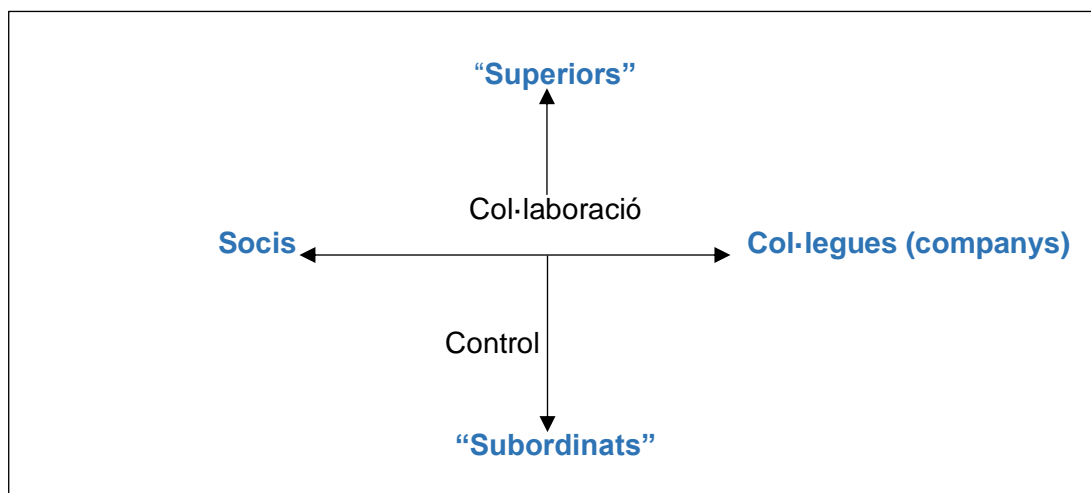 “Superiors”
Col·laboració
Socis
Col·legues (companys)
Control
“Subordinats”